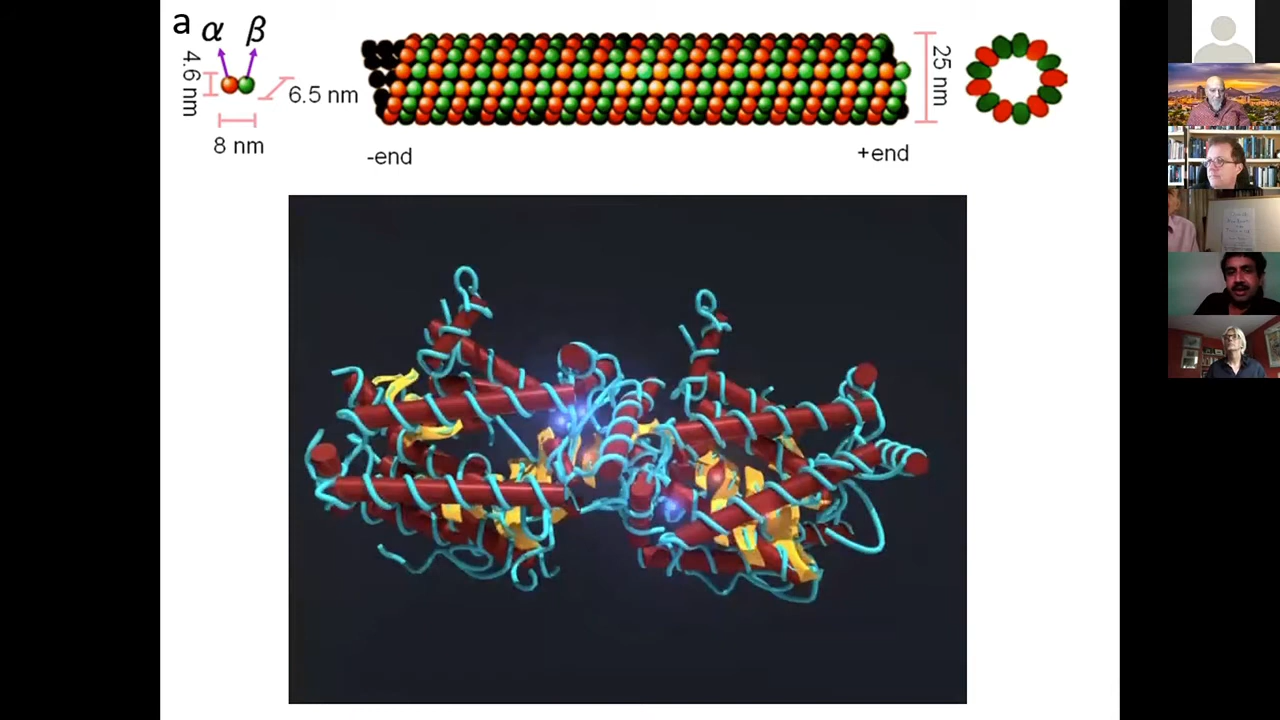 a
α β
4.6 nm
6.5 nm
8 nm
-end
+end
25 nm